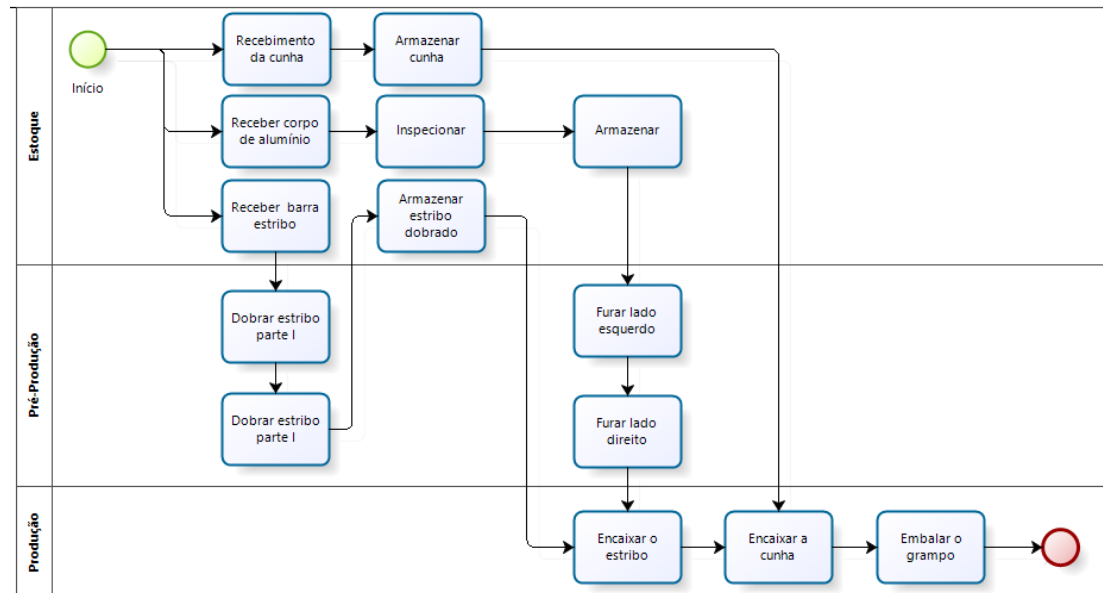 Estoque
Início
Recebimento
da cunha
Armazenar
cunha
Receber corpo
de alumínio
Inspecionar
Armazenar
Receber barra
estribo
Armazenar
estribo
dobrado
Pré-Produção
Dobrar estribo
parte I
Furar lado
esquerdo
Dobrar estribo
parte I
Furar lado
direito
Produção
Encaixar o
estribo
Encaixar a
cunha
Embalar o
grampo